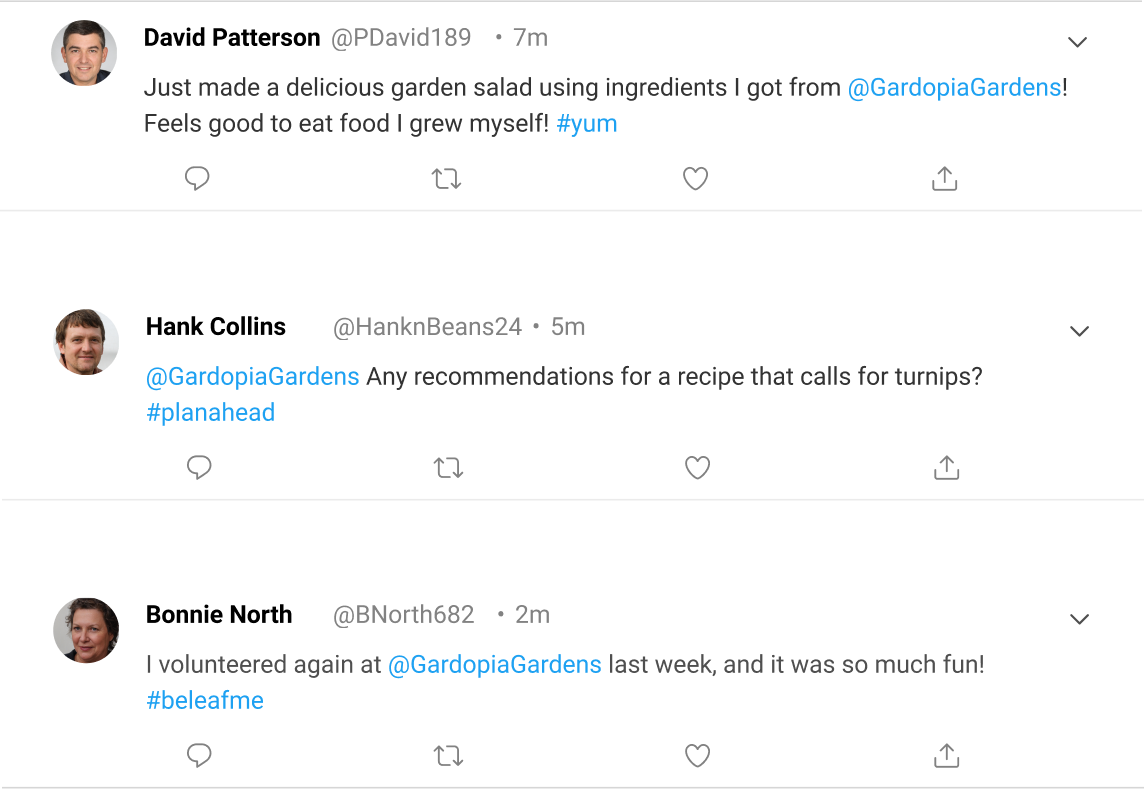 David Patterson @PDavid189 • 7m
Just made a delicious garden salad using ingredients I got from @GardopiaGardens!
Feels good to eat food I grew myself! #yum
Hank Collins @HanknBeans24 • 5m
@GardopiaGardens Any recommendations for a recipe that calls for turnips?
#planahead
Bonnie North @BNorth682 • 2m
I volunteered again at @GardopiaGardens last week, and it was so much fun!
#beleafme